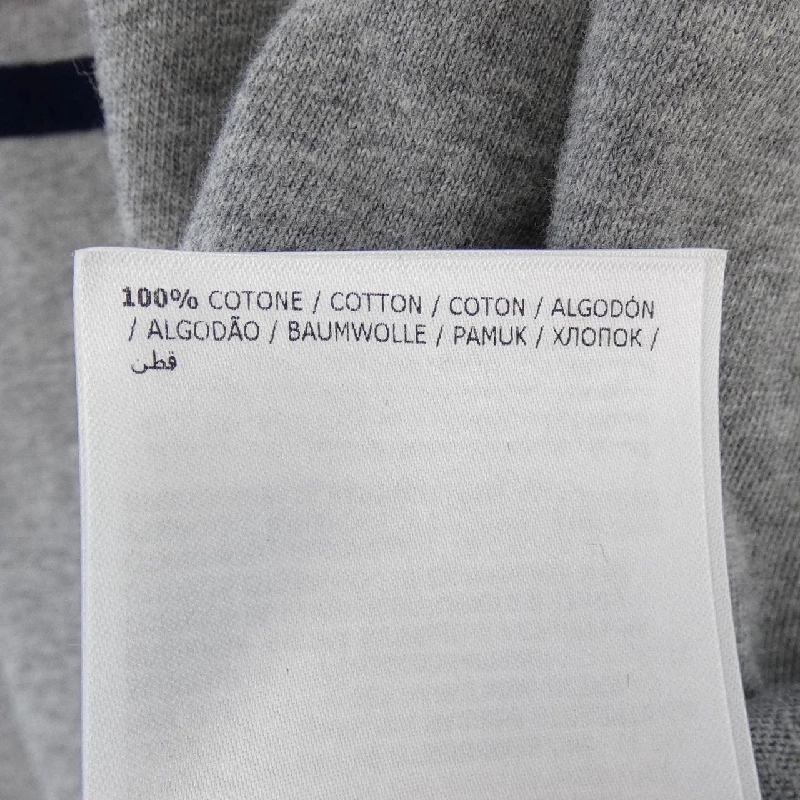 100% COTONE / COTTON / COTON / ALGODÓN
/ ALGODÃO / BAUMWOLLE / PAMUK / ХЛОПОК /
قطن